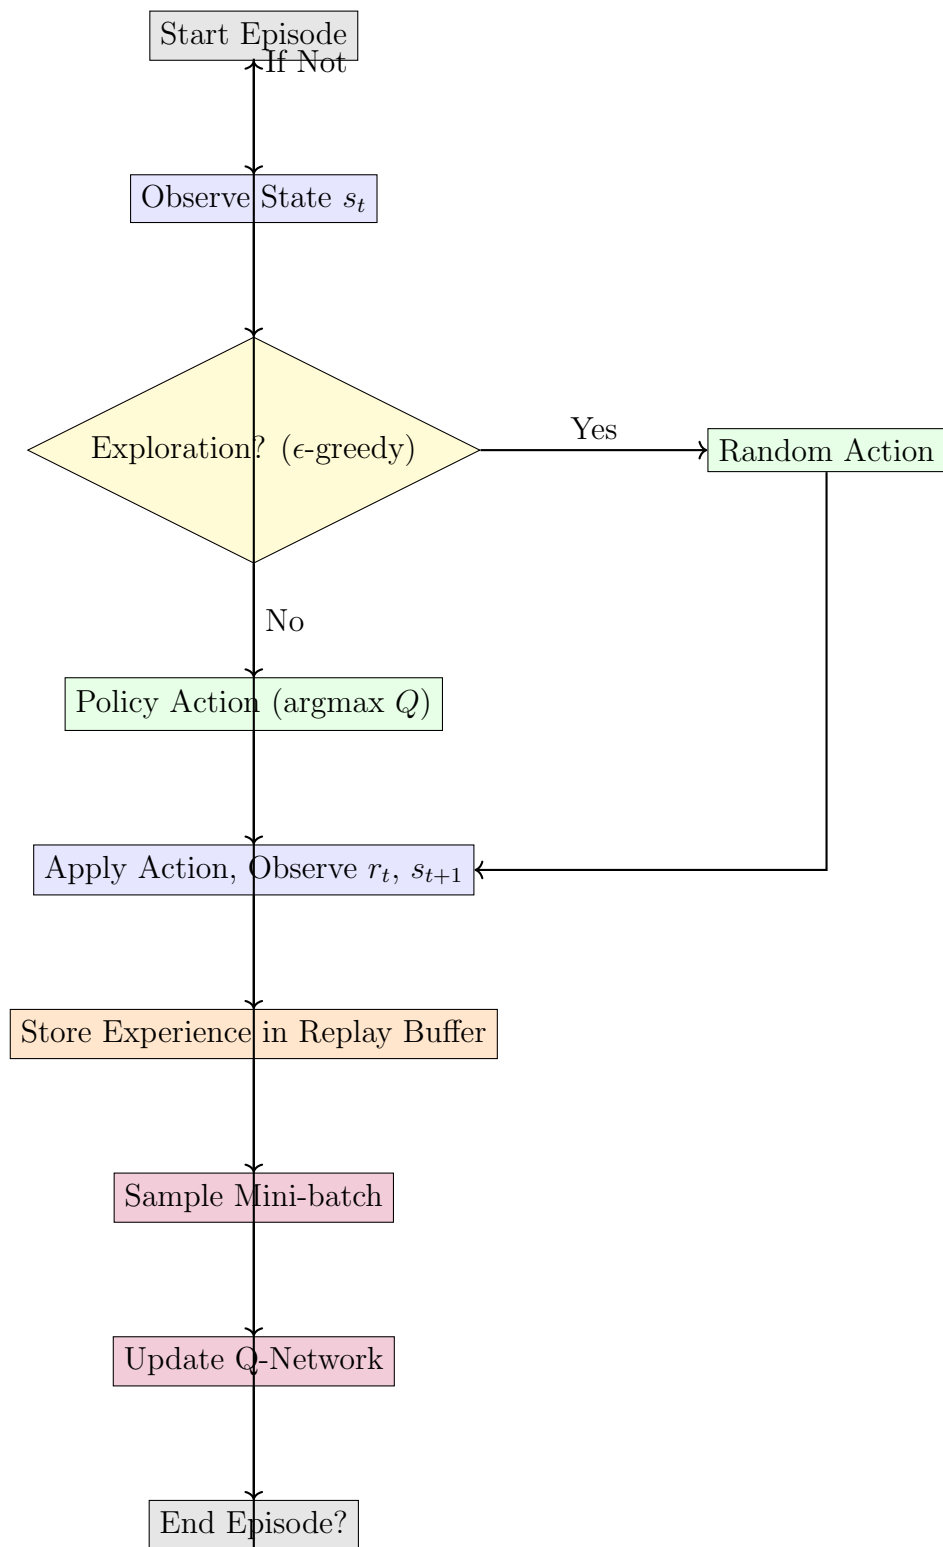 Start Episode
If Not
Observe State $s_t$
Exploration? ($\epsilon$-greedy)
Yes
Random Action
No
Policy Action (argmax $Q$)
Apply Action, Observe $r_t$, $s_{t+1}$
Store Experience in Replay Buffer
Sample Mini-batch
Update Q-Network
End Episode?